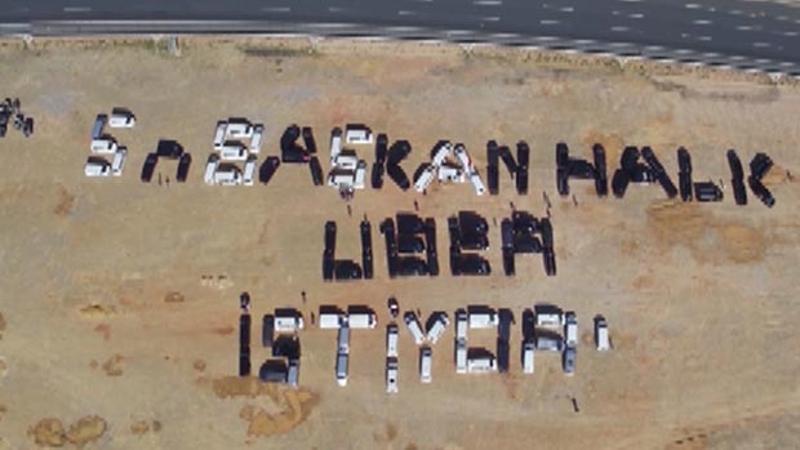 Sn BAŞKAN HALK
UBER
İSTİYOR